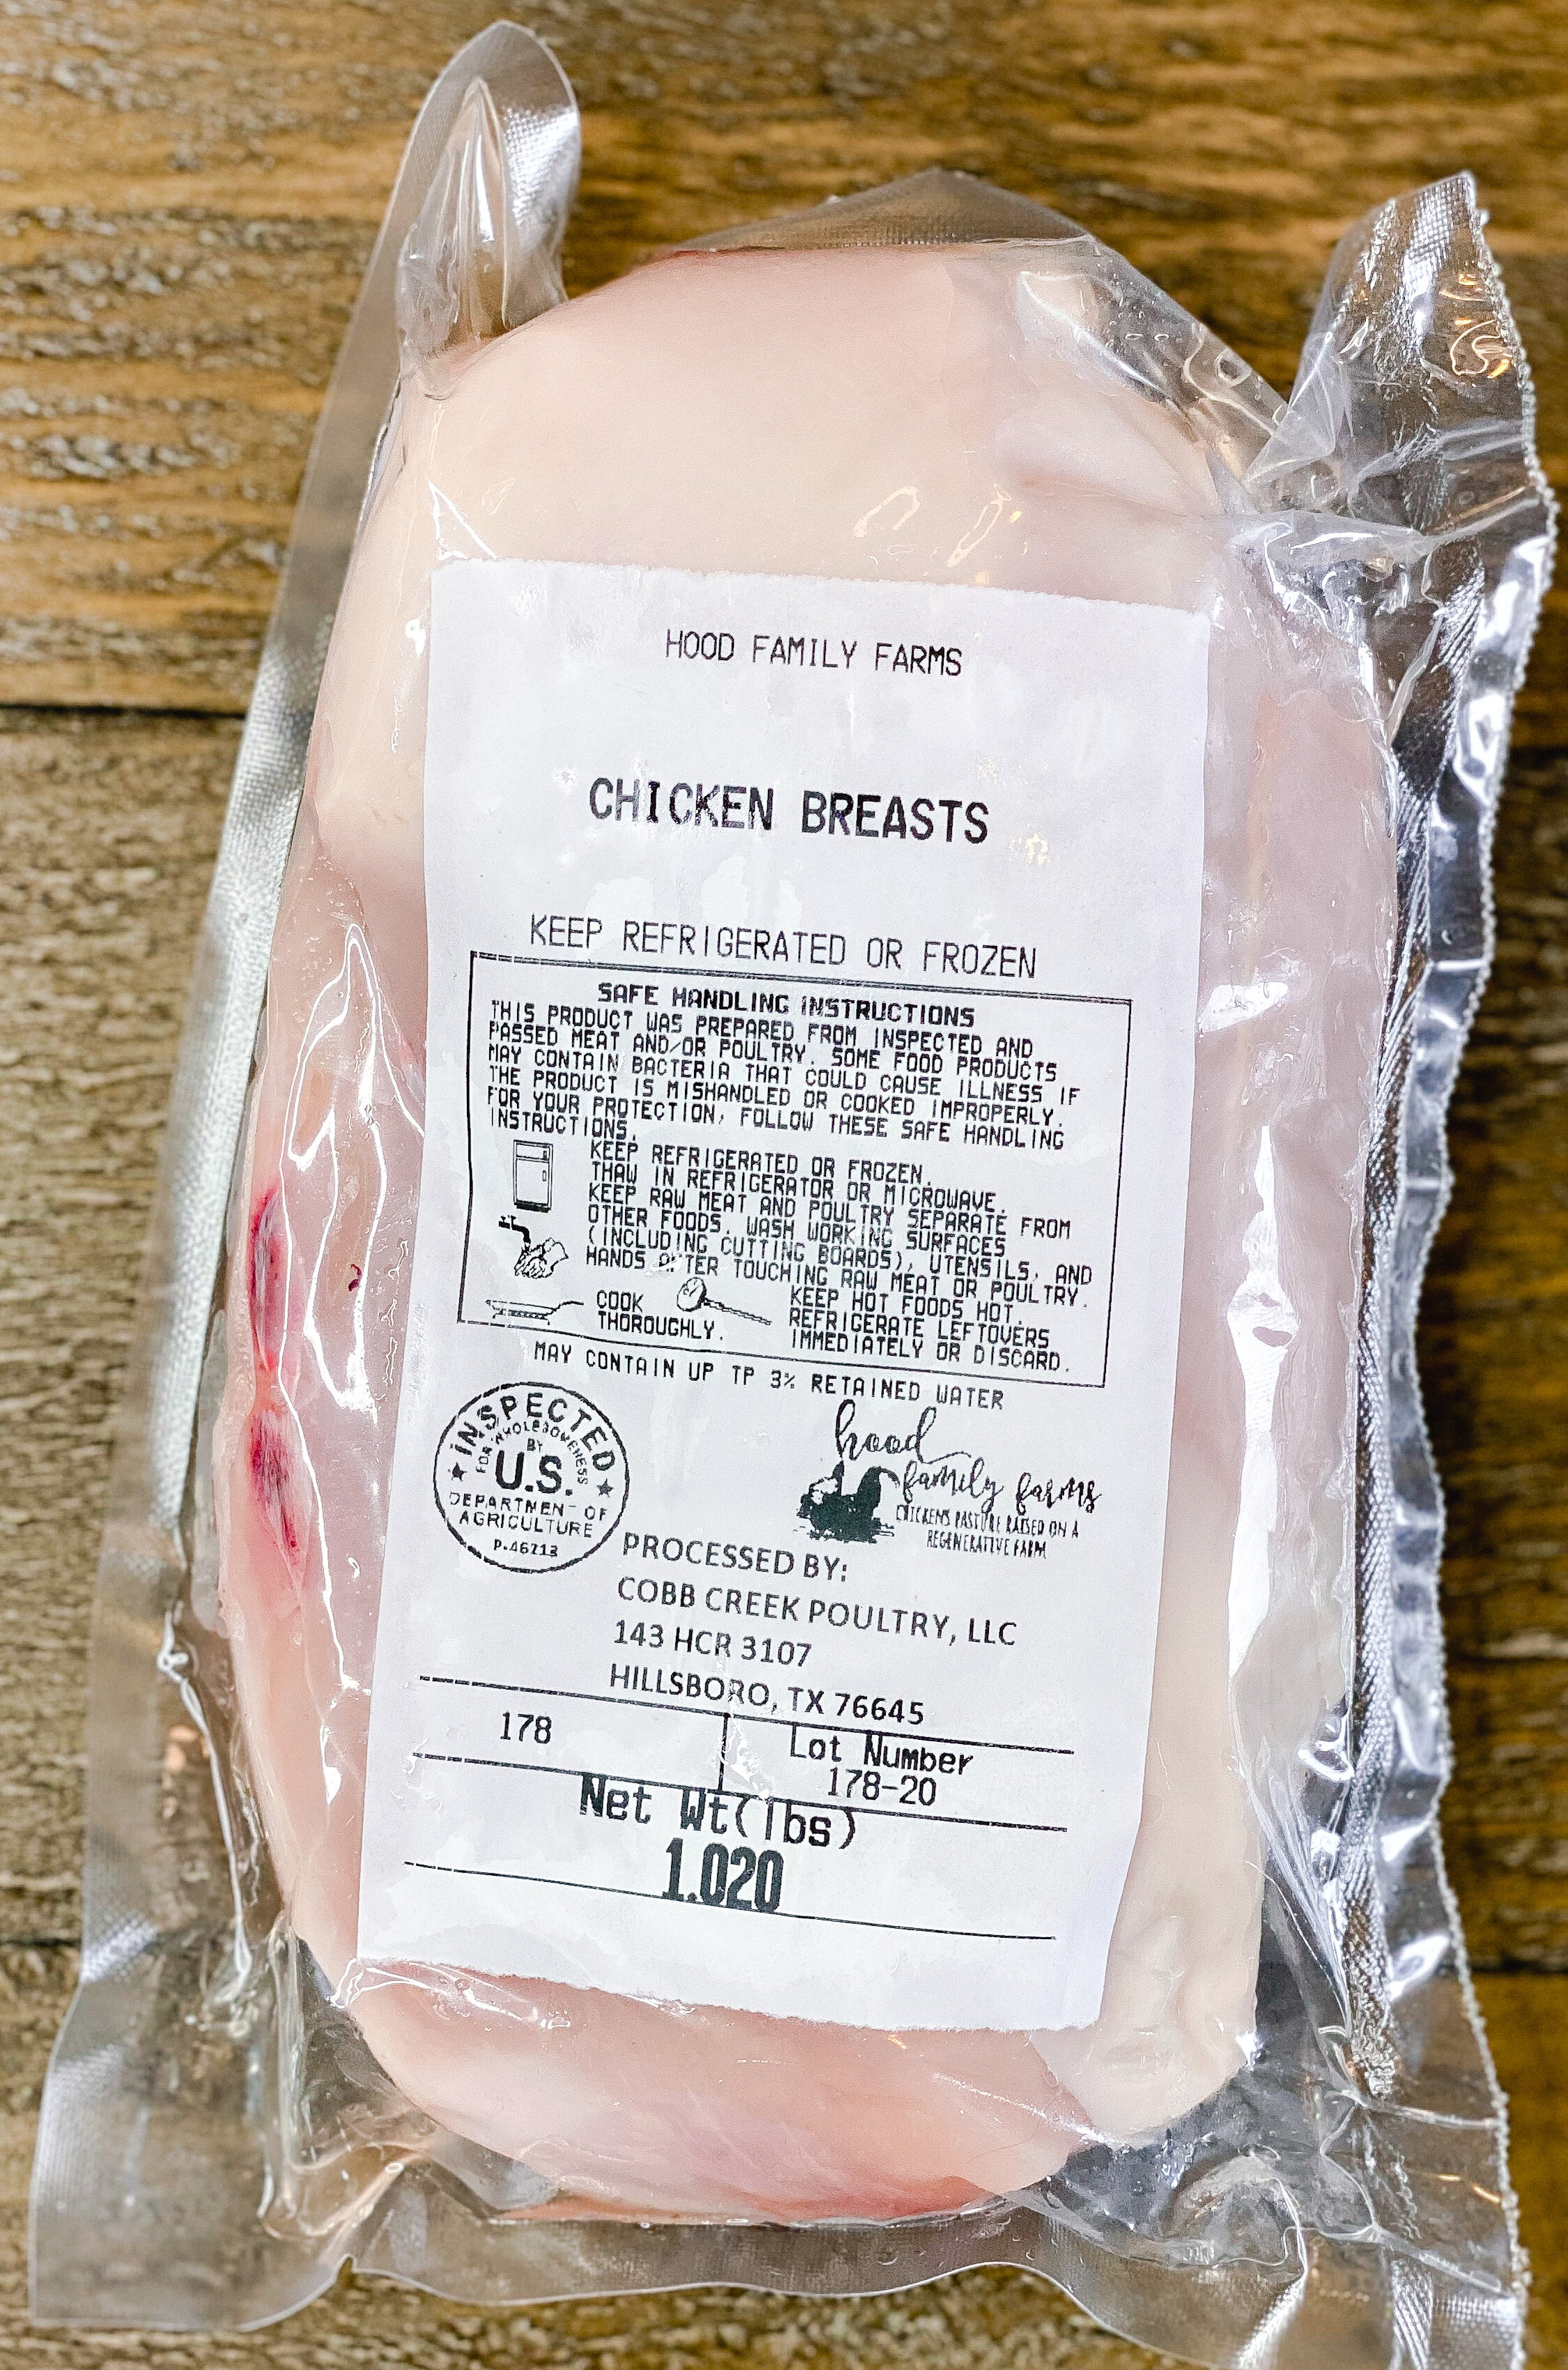 HOOD FAMILY FARMS
CHICKEN BREASTS
KEEP REFRIGERATED OR FROZEN
SAFE HANDLING INSTRUCTIONS
THIS PRODUCT WAS PREPARED FROM INSPECTED AND
PASSED MEAT AND/OR POULTRY. SOME FOOD PRODUCTS
MAY CONTAIN BACTERIA THAT COULD CAUSE ILLNESS IF
THE PRODUCT IS MISHANDLED OR COOKED IMPROPERLY.
FOR YOUR PROTECTION, FOLLOW THESE SAFE HANDLING
INSTRUCTIONS.
KEEP REFRIGERATED OR FROZEN.
THAW IN REFRIGERATOR OR MICROWAVE.
KEEP RAW MEAT AND POULTRY SEPARATE FROM
OTHER FOODS. WASH WORKING SURFACES
(INCLUDING CUTTING BOARDS), UTENSILS, AND
HANDS AFTER TOUCHING RAW MEAT OR POULTRY.
COOK
THOROUGHLY.
KEEP HOT FOODS HOT.
REFRIGERATE LEFTOVERS
IMMEDIATELY OR DISCARD.
MAY CONTAIN UP TP 3% RETAINED WATER
INSPECTED
FOR WHOLESOMENESS
BY
U.S.
DEPARTMENT OF
AGRICULTURE
P-46213
hood
family farms
CHICKENS PASTURE RAISED ON A
REGENERATIVE FARM
PROCESSED BY:
COBB CREEK POULTRY, LLC
143 HCR 3107
HILLSBORO, TX 76645
178
Lot Number
178-20
Net Wt(lbs)
1.020